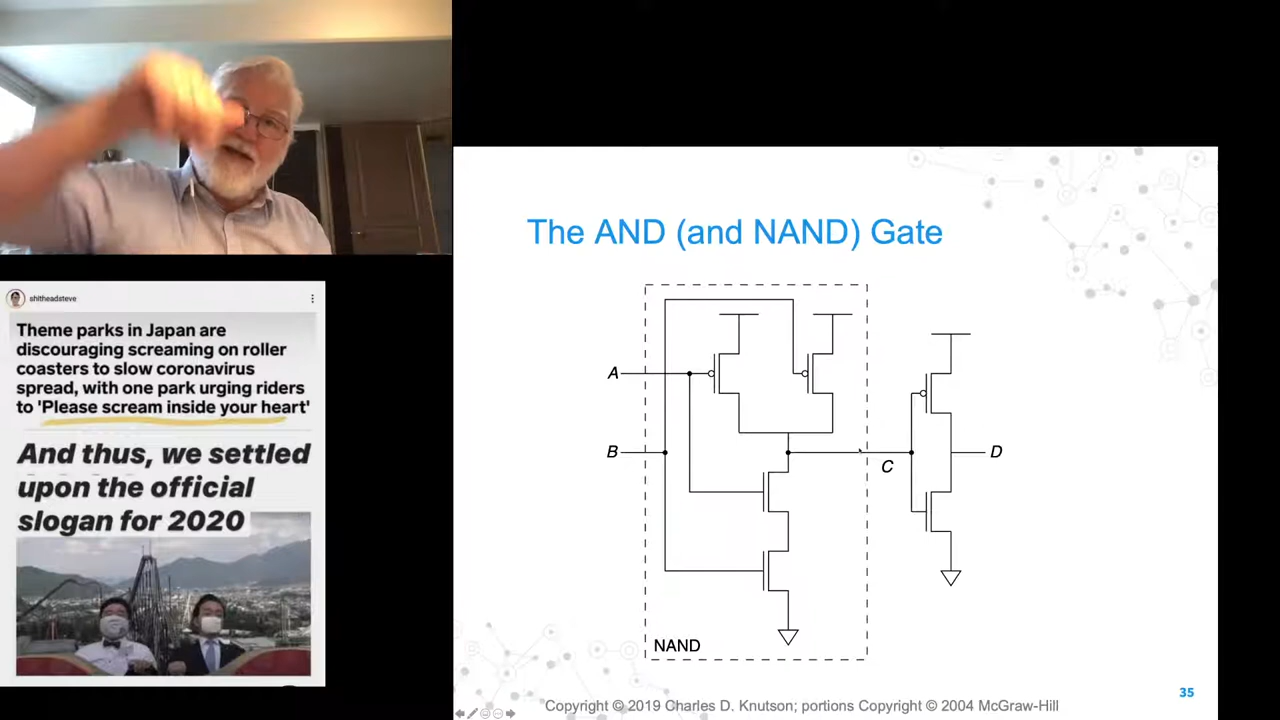 shitheadsteve
Theme parks in Japan are
discouraging screaming on roller
coasters to slow coronavirus
spread, with one park urging riders
to 'Please scream inside your heart'
And thus, we settled
upon the official
slogan for 2020
The AND (and NAND) Gate
A
B
C
D
NAND
35
Copyright © 2019 Charles D. Knutson; portions Copyright © 2004 McGraw-Hill